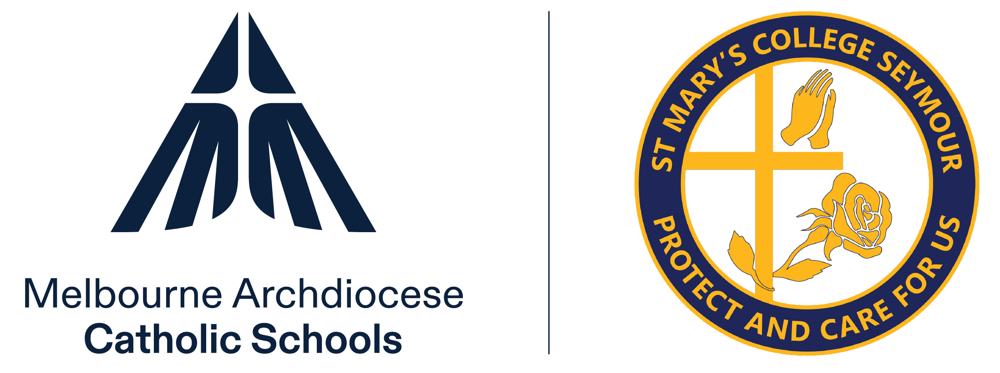 Melbourne Archdiocese
Catholic Schools
ST MARY'S COLLEGE SEYMOUR
PROTECT AND CARE FOR US